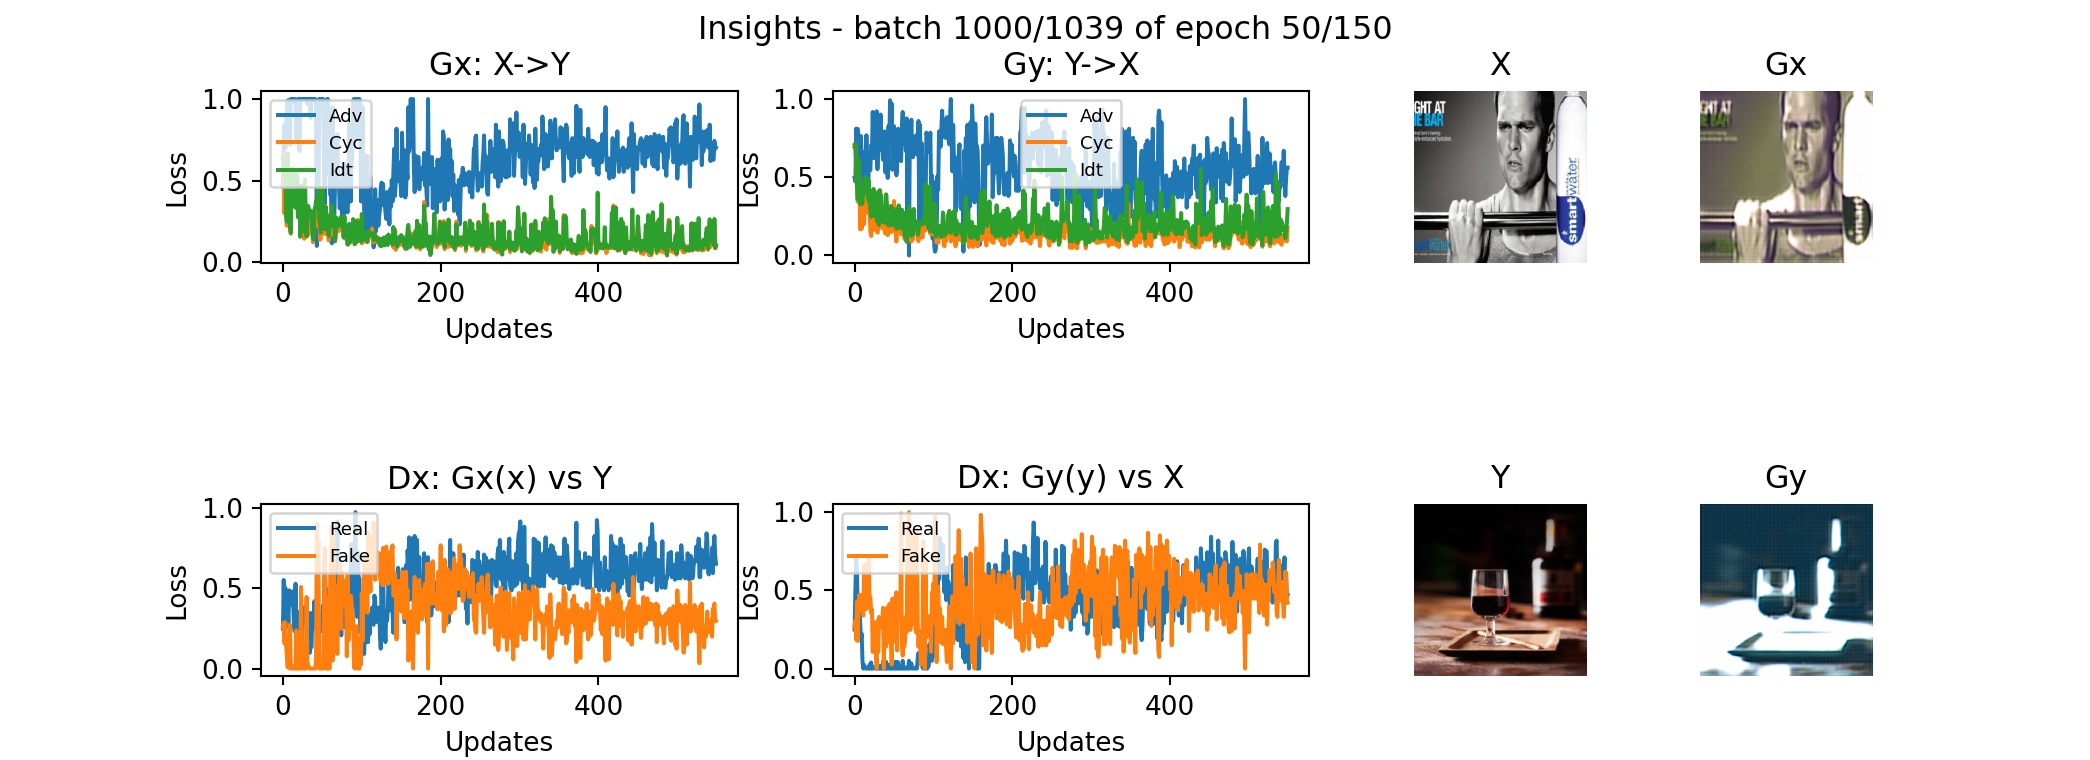 Insights - batch 1000/1039 of epoch 50/150
Gx: X->Y
Gy: Y->X
X
Gx
1.0
0.5
0.0
Loss
Adv
Cyc
Idt
0
200
400
Updates
1.0
0.5
0.0
Loss
Adv
Cyc
Idt
0
200
400
Updates
GHT AT
E BAR
smartwater
Dx: Gx(x) vs Y
Dx: Gy(y) vs X
Y
Gy
1.0
0.5
0.0
Loss
Real
Fake
0
200
400
Updates
1.0
0.5
0.0
Loss
Real
Fake
0
200
400
Updates